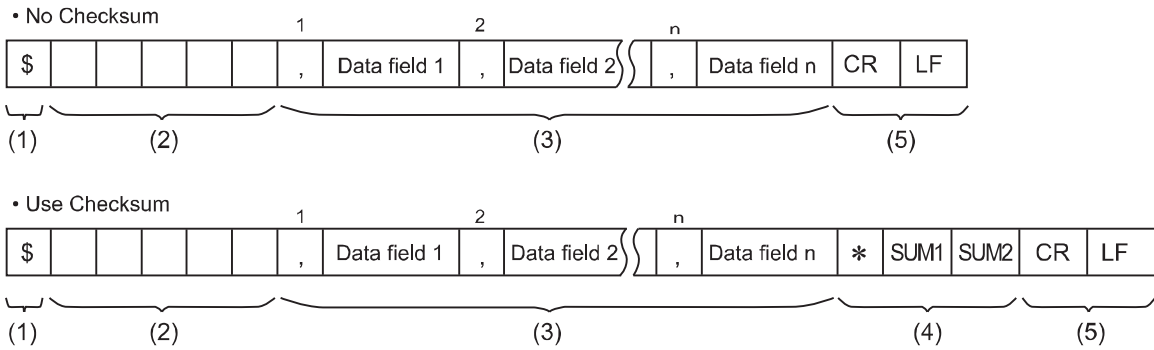 • No Checksum
1 2 n
$ , Data field 1 , Data field 2 , Data field n CR LF
(1) (2) (3) (5)
• Use Checksum
1 2 n
$ , Data field 1 , Data field 2 , Data field n * SUM1 SUM2 CR LF
(1) (2) (3) (4) (5)